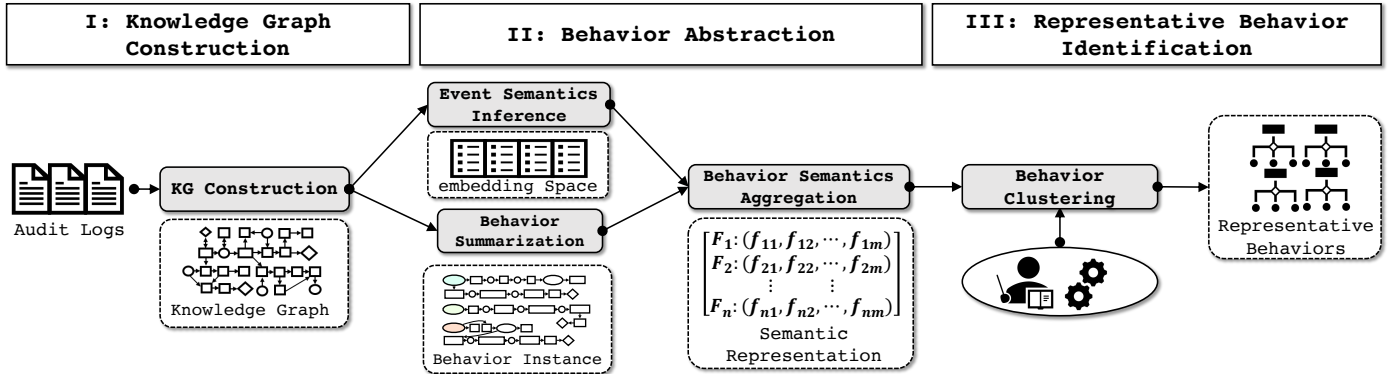 I: Knowledge Graph
Construction
II: Behavior Abstraction
III: Representative Behavior
Identification
Audit Logs
KG Construction
Knowledge Graph
Event Semantics
Inference
embedding Space
Behavior
Summarization
Behavior Instance
Behavior Semantics
Aggregation
F₁: (f₁₁, f₁₂, ⋯, f₁ₘ)
F₂: (f₂₁, f₂₂, ⋯, f₂ₘ)
⋮ ⋮
Fₙ: (fₙ₁, fₙ₂, ⋯, fₙₘ)
Semantic
Representation
Behavior
Clustering
Representative
Behaviors